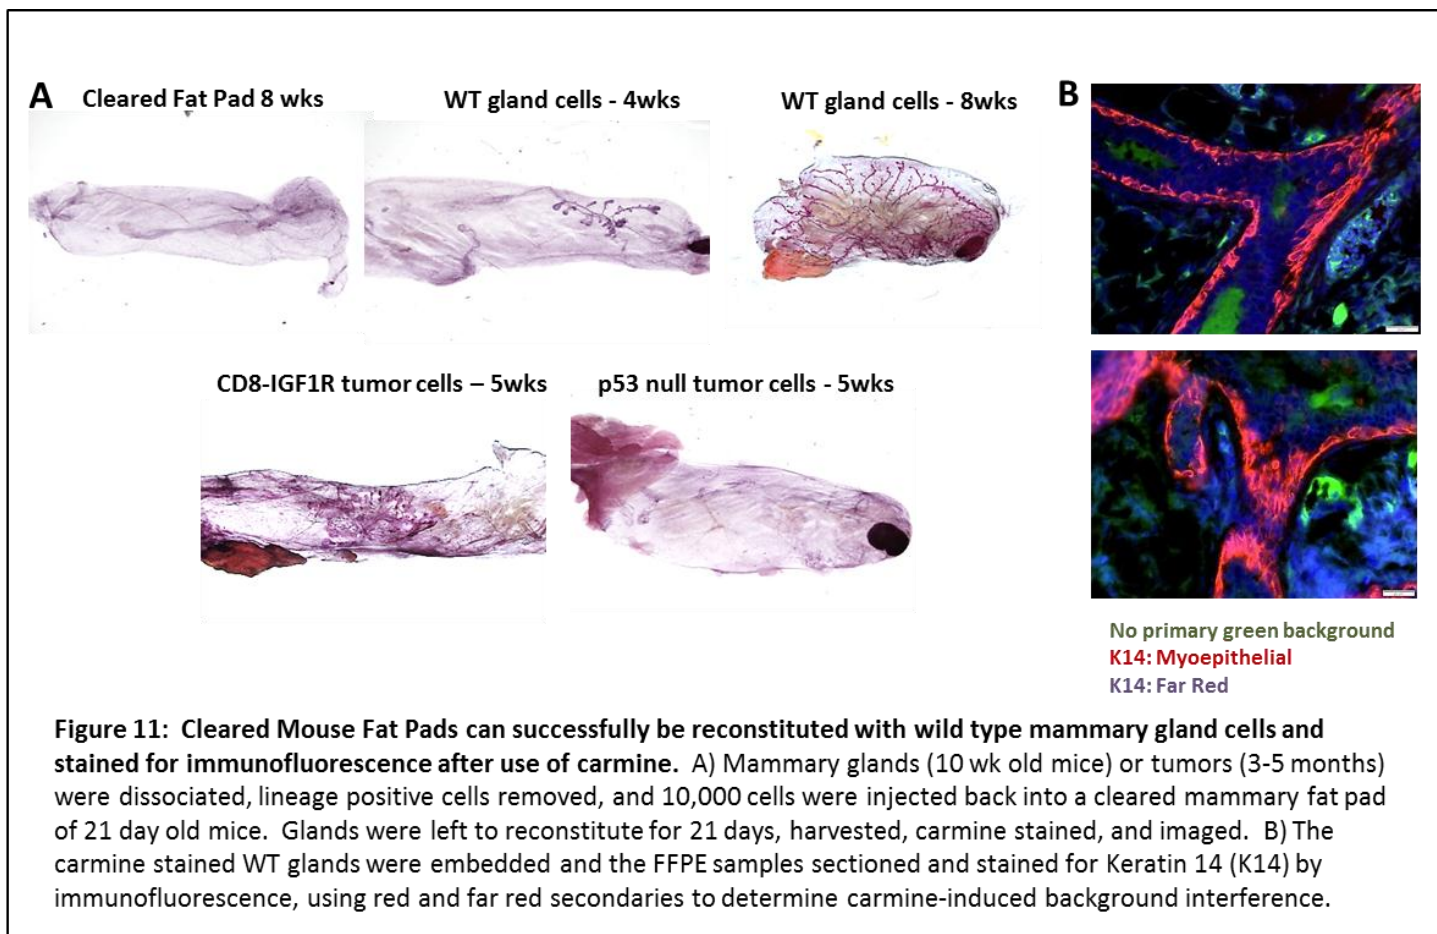 A
Cleared Fat Pad 8 wks
WT gland cells - 4wks
WT gland cells - 8wks
B
CD8-IGF1R tumor cells – 5wks
p53 null tumor cells - 5wks
No primary green background
K14: Myoepithelial
K14: Far Red
Figure 11: Cleared Mouse Fat Pads can successfully be reconstituted with wild type mammary gland cells and
stained for immunofluorescence after use of carmine. A) Mammary glands (10 wk old mice) or tumors (3-5 months)
were dissociated, lineage positive cells removed, and 10,000 cells were injected back into a cleared mammary fat pad
of 21 day old mice. Glands were left to reconstitute for 21 days, harvested, carmine stained, and imaged. B) The
carmine stained WT glands were embedded and the FFPE samples sectioned and stained for Keratin 14 (K14) by
immunofluorescence, using red and far red secondaries to determine carmine-induced background interference.